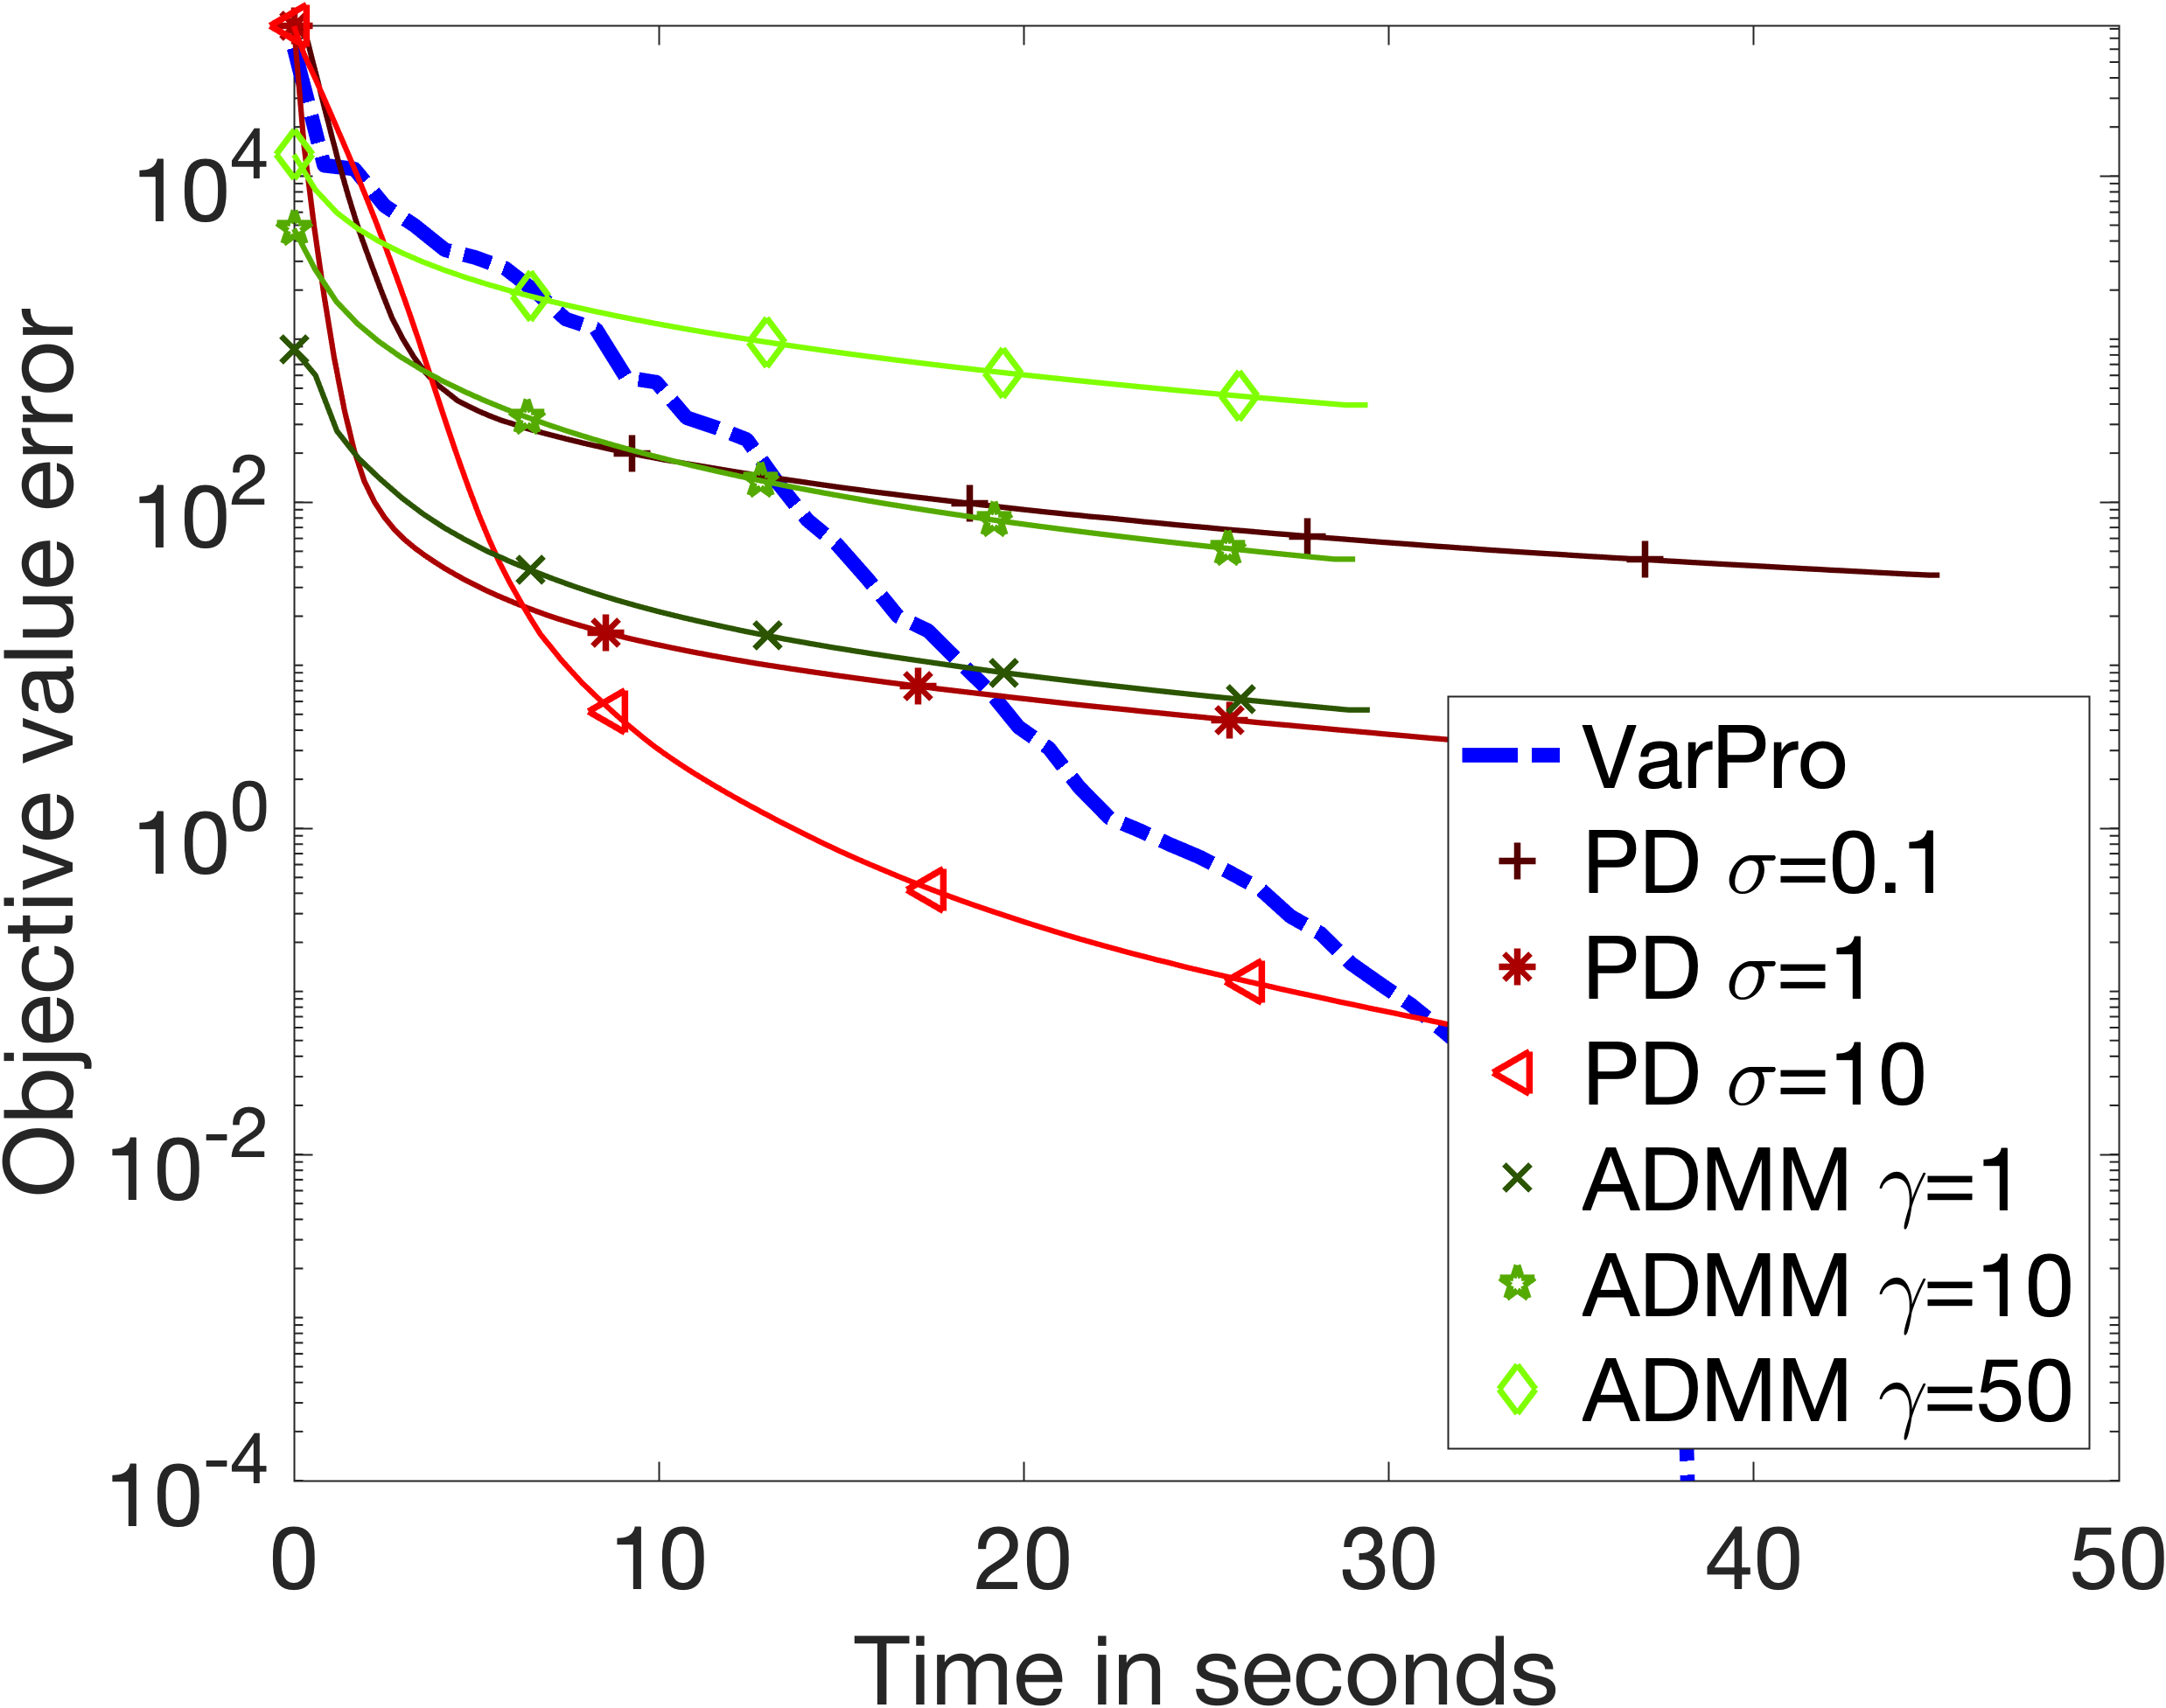 Objective value error
10^4
10^2
10^0
10^-2
10^-4
0 10 20 30 40 50
Time in seconds
VarPro
PD σ=0.1
PD σ=1
PD σ=10
ADMM γ=1
ADMM γ=10
ADMM γ=50